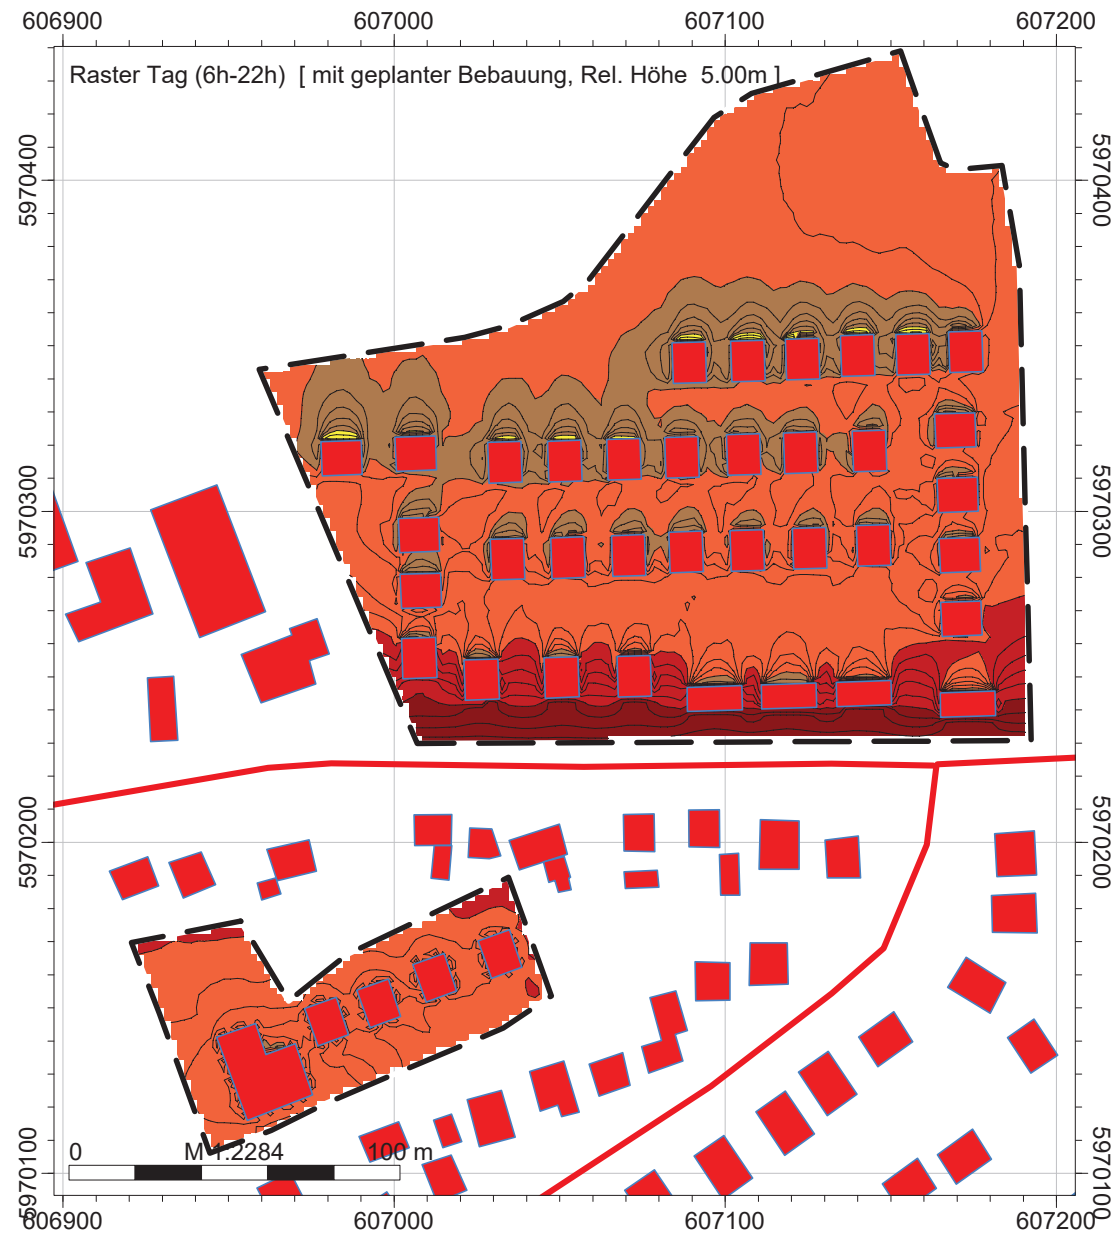 606900 607000 607100 607200
Raster Tag (6h-22h) [ mit geplanter Bebauung, Rel. Höhe 5.00m ]
5970400 5970400
5970300 5970300
5970200 5970200
5970100 5970100
0 M 1:2284 100 m
606900 607000 607100 607200